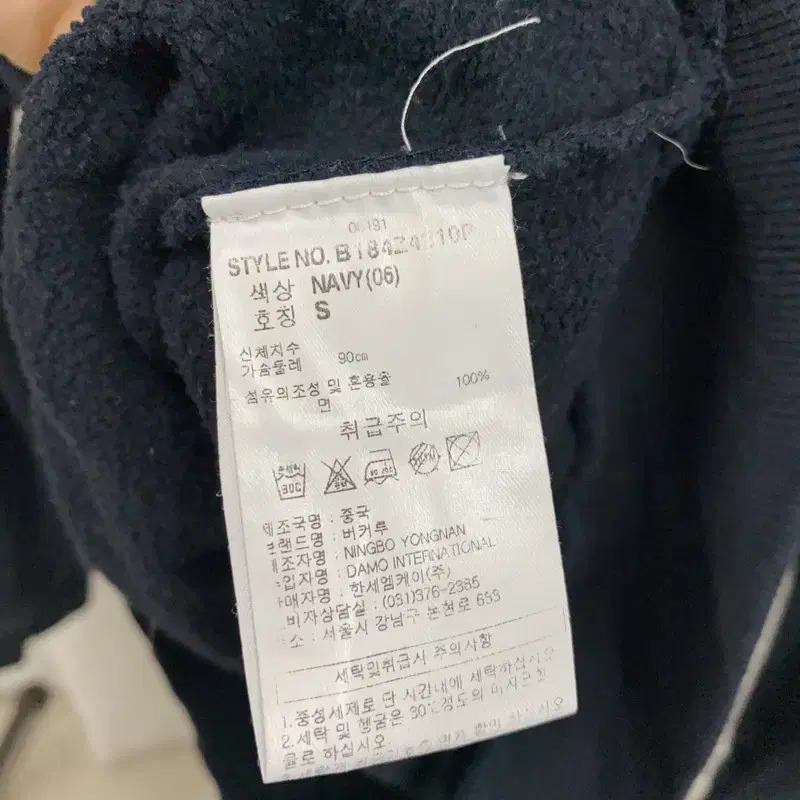 STYLE NO.
색상 NAVY(06)
호칭 S
신체치수
가슴둘레 90cm
섬유의조성 및 혼용율
면 100%
취급주의
30C
제조국명 : 중국
브랜드명 : 버커루
제조자명 : NINGBO YONGNAN
수입자명 : DAMO INTERNATIONAL
판매자명 : 한세엠케이(주)
소비자상담실 : (031)376-2385
주소 : 서울시 강남구 논현로 633
세탁및취급시 주의사항
1.중성세제로 단 시간내에 세탁하십시오
2.세탁 및 헹굼은 30℃정도의 미지근한
물로 하십시오